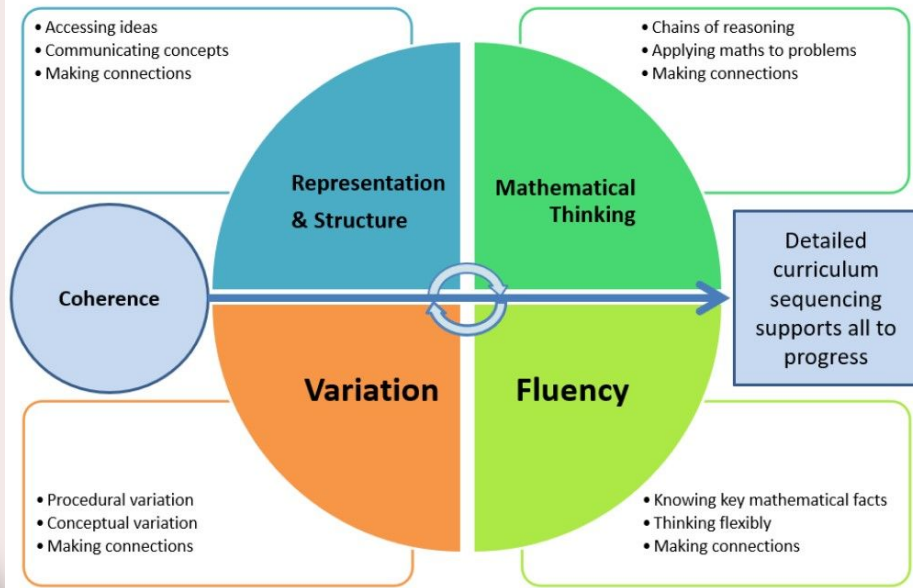 • Accessing ideas
• Communicating concepts
• Making connections
• Chains of reasoning
• Applying maths to problems
• Making connections
Representation
& Structure
Mathematical
Thinking
Coherence
Detailed
curriculum
sequencing
supports all to
progress
Variation
Fluency
• Procedural variation
• Conceptual variation
• Making connections
• Knowing key mathematical facts
• Thinking flexibly
• Making connections